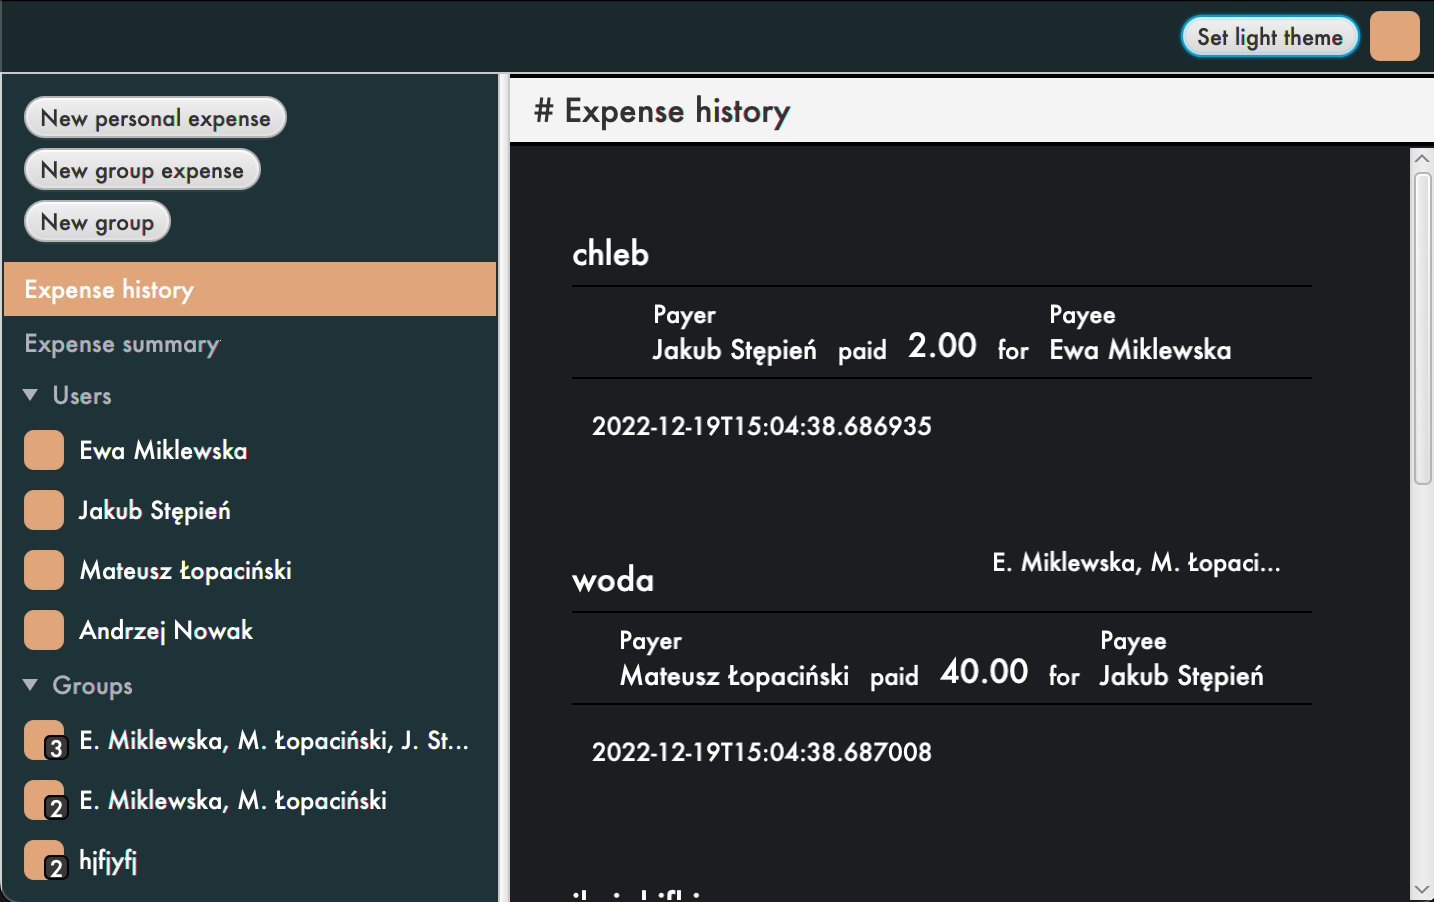 Set light theme
New personal expense
New group expense
New group
Expense history
Expense summary
Users
Ewa Miklewska
Jakub Stępień
Mateusz Łopaciński
Andrzej Nowak
Groups
3 E. Miklewska, M. Łopaciński, J. St...
2 E. Miklewska, M. Łopaciński
2 hjfjyfj
# Expense history
chleb
Payer Payee
Jakub Stępień paid 2.00 for Ewa Miklewska
2022-12-19T15:04:38.686935
E. Miklewska, M. Łopaci...
woda
Payer Payee
Mateusz Łopaciński paid 40.00 for Jakub Stępień
2022-12-19T15:04:38.687008